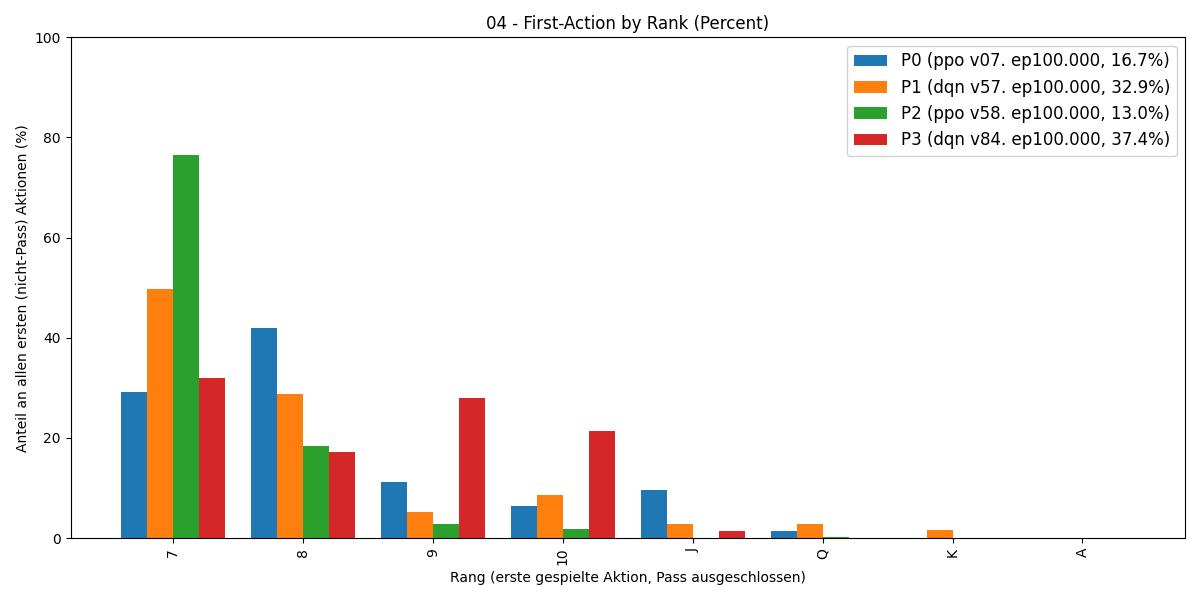 04 - First-Action by Rank (Percent)
P0 (ppo v07. ep100.000, 16.7%)
P1 (dqn v57. ep100.000, 32.9%)
P2 (ppo v58. ep100.000, 13.0%)
P3 (dqn v84. ep100.000, 37.4%)
Anteil an allen ersten (nicht-Pass) Aktionen (%)
100
80
60
40
20
0
7 8 9 10 J Q K A
Rang (erste gespielte Aktion, Pass ausgeschlossen)